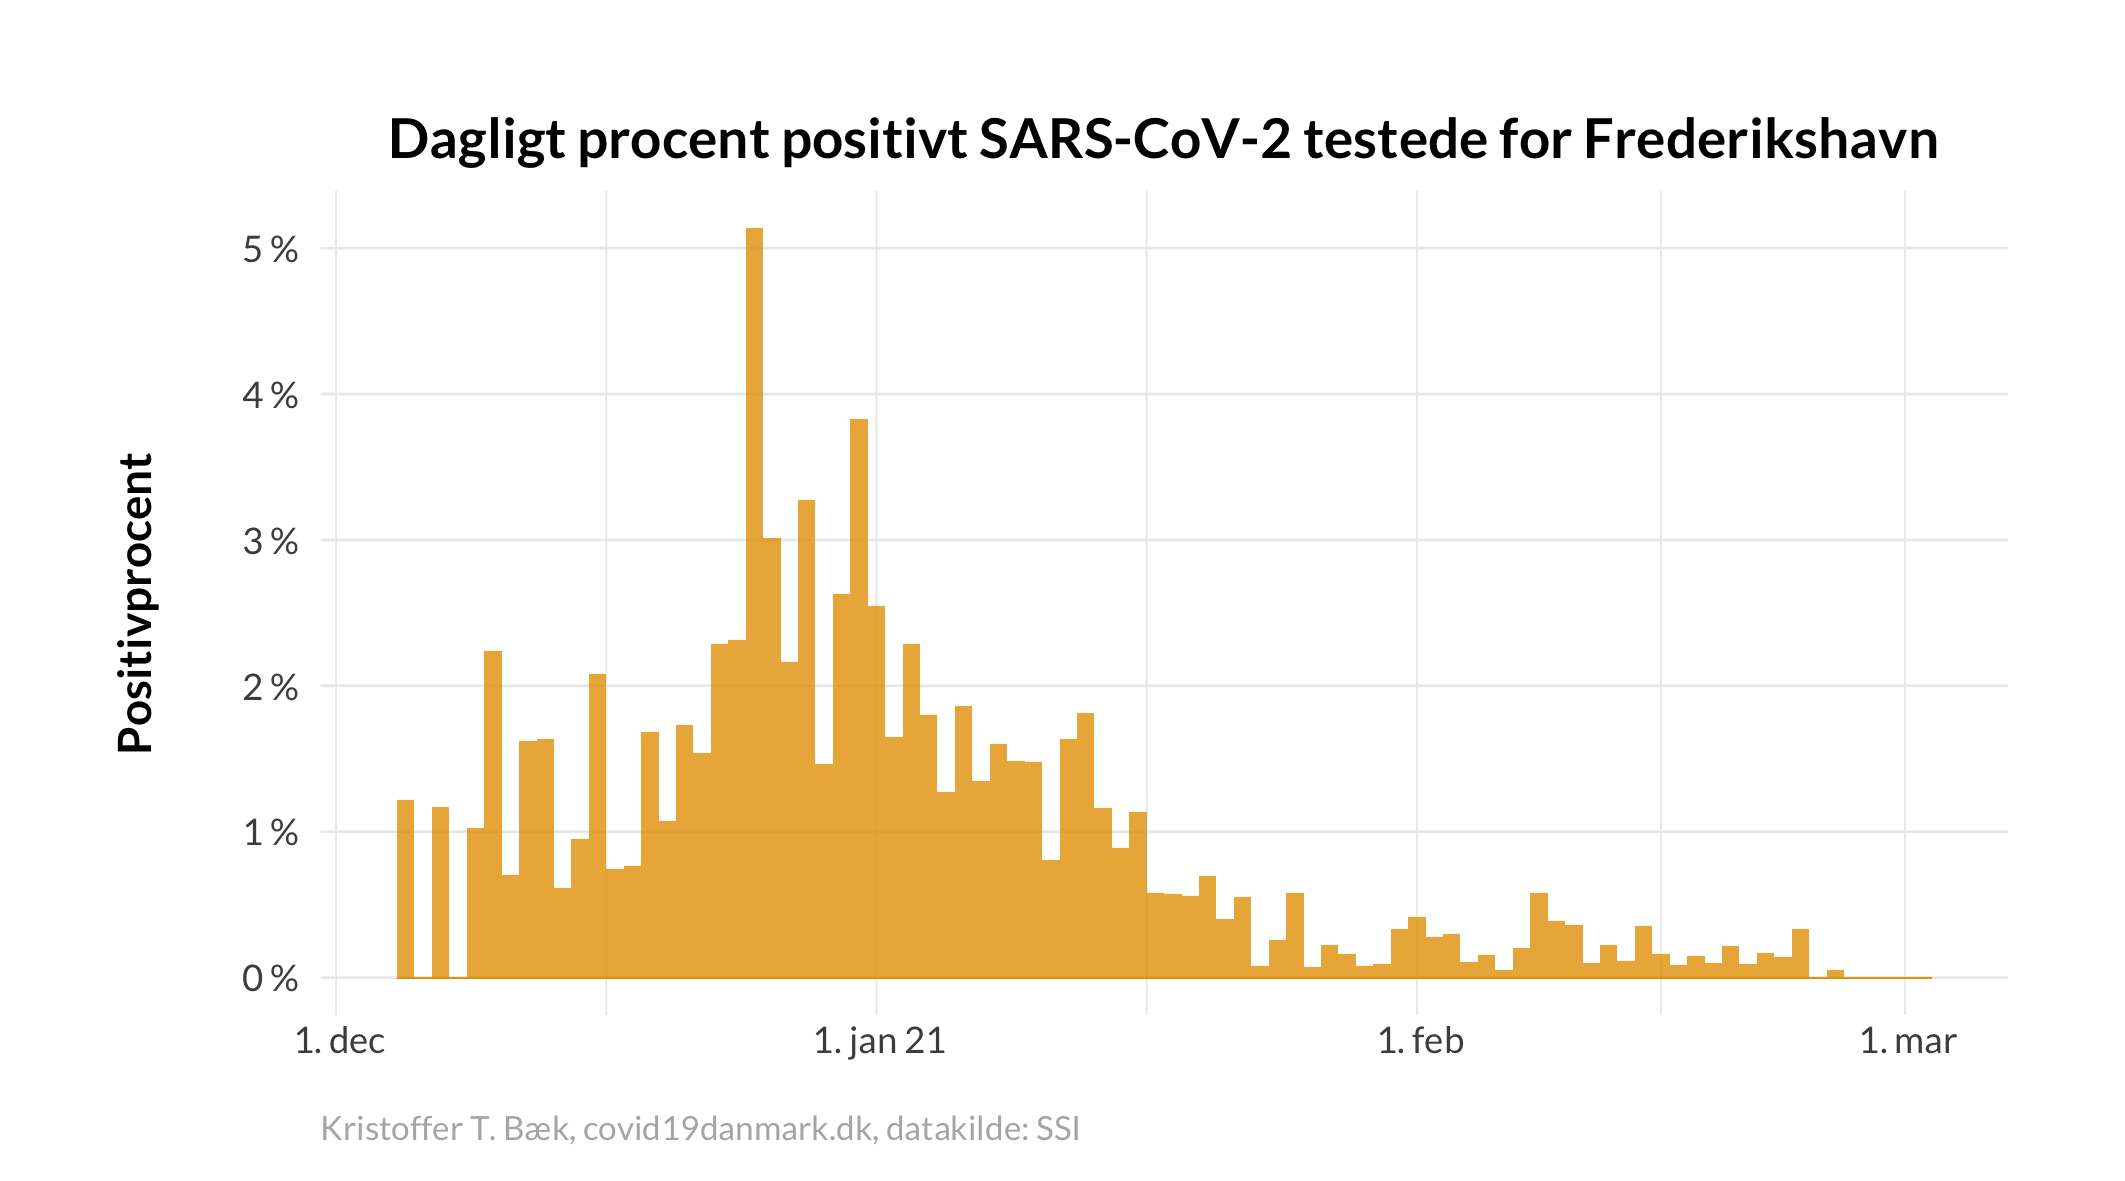 Dagligt procent positivt SARS-CoV-2 testede for Frederikshavn
Positivprocent
5 %
4 %
3 %
2 %
1 %
0 %
1. dec
1. jan 21
1. feb
1. mar
Kristoffer T. Bæk, covid19danmark.dk, datakilde: SSI